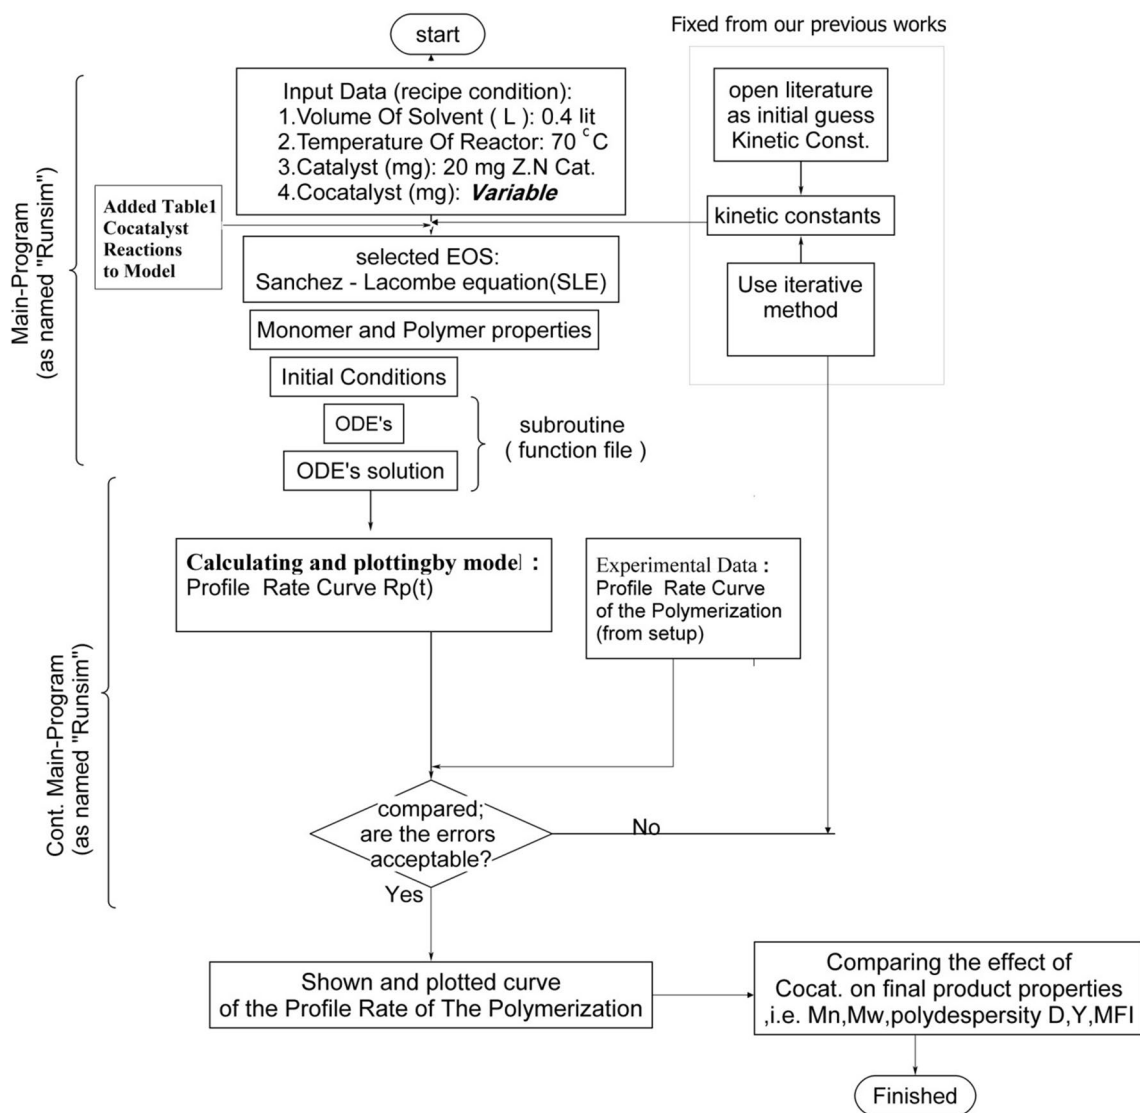 Fixed from our previous works
start
Input Data (recipe condition):
1.Volume Of Solvent ( L ): 0.4 lit
2.Temperature Of Reactor: 70 °C
3.Catalyst (mg): 20 mg Z.N Cat.
4.Cocatalyst (mg): Variable
open literature
as initial guess
Kinetic Const.
Added Table1
Cocatalyst
Reactions
to Model
kinetic constants
selected EOS:
Sanchez - Lacombe equation(SLE)
Use iterative
method
Main-Program
(as named "Runsim")
Monomer and Polymer properties
Initial Conditions
ODE's
ODE's solution
subroutine
( function file )
Calculating and plottingby model :
Profile Rate Curve Rp(t)
Experimental Data :
Profile Rate Curve
of the Polymerization
(from setup)
Cont. Main-Program
(as named "Runsim")
compared;
are the errors
acceptable?
No
Yes
Shown and plotted curve
of the Profile Rate of The Polymerization
Comparing the effect of
Cocat. on final product properties
,i.e. Mn,Mw,polydespersity D,Y,MFI
Finished